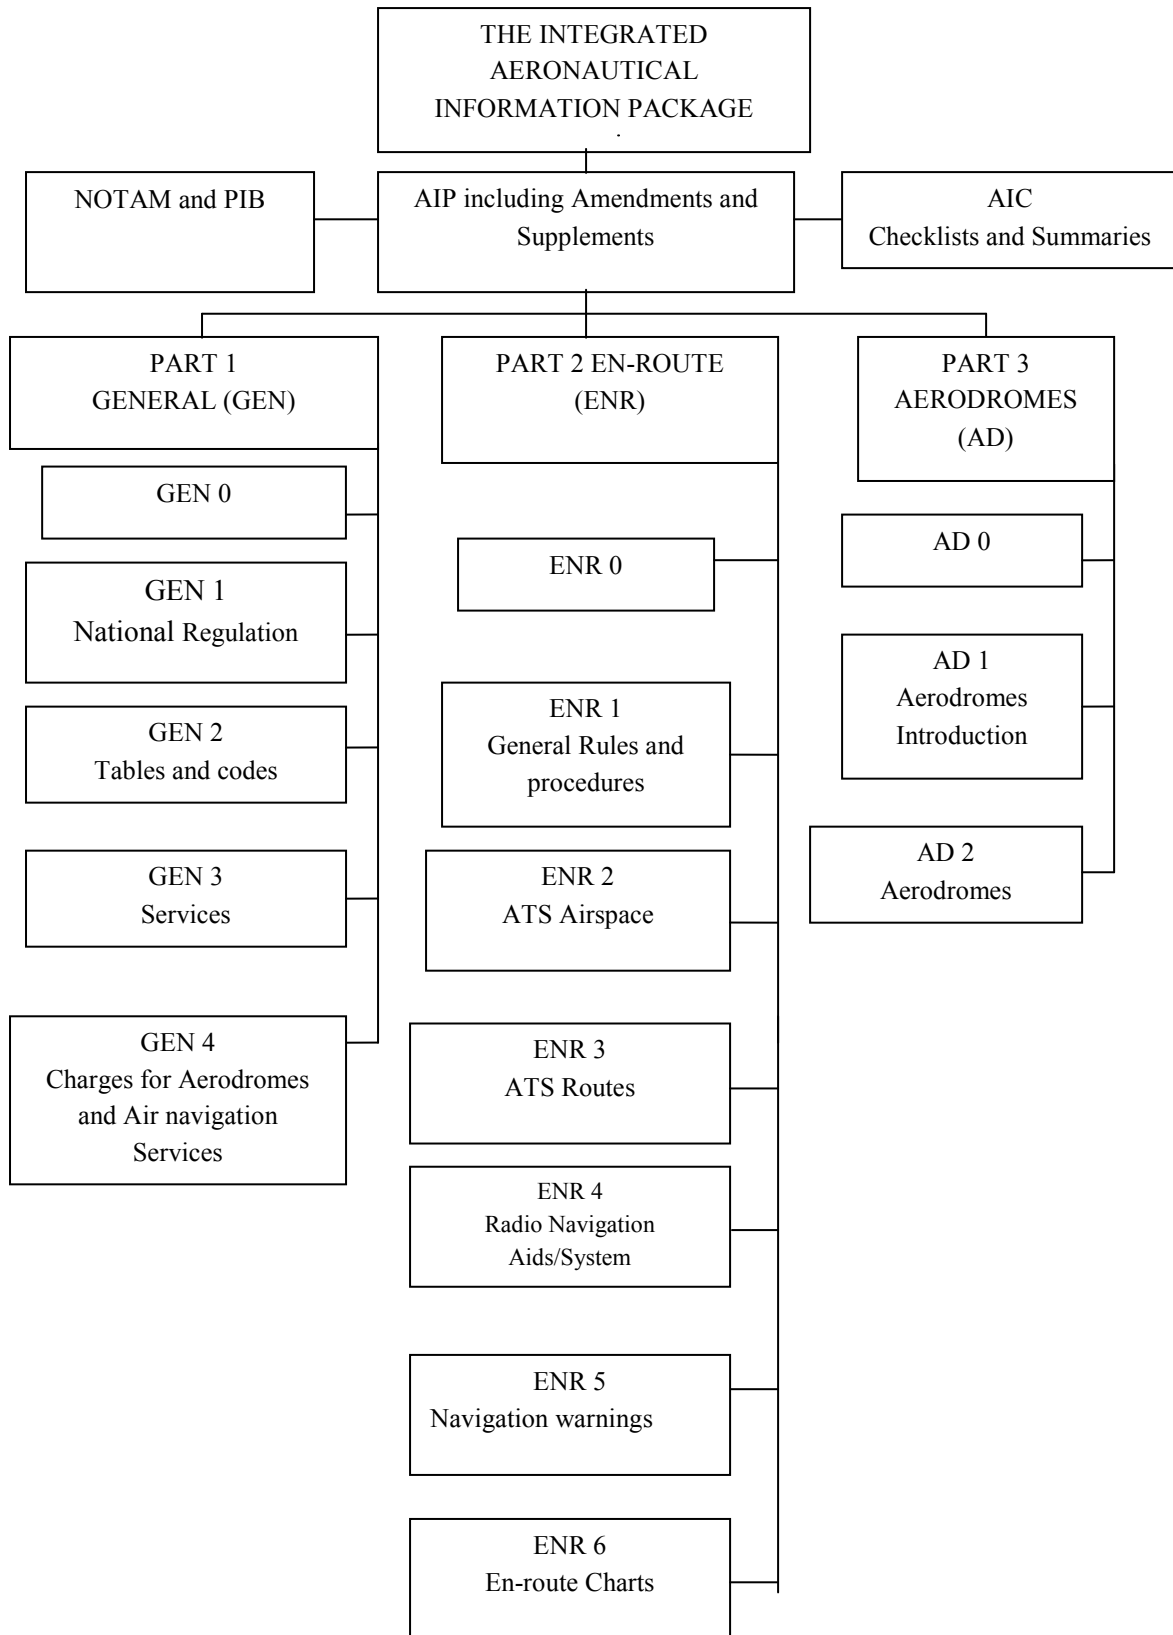 THE INTEGRATED
AERONAUTICAL
INFORMATION PACKAGE
.
NOTAM and PIB
AIP including Amendments and
Supplements
AIC
Checklists and Summaries
PART 1
GENERAL (GEN)
PART 2 EN-ROUTE
(ENR)
PART 3
AERODROMES
(AD)
GEN 0
GEN 1
National Regulation
GEN 2
Tables and codes
GEN 3
Services
GEN 4
Charges for Aerodromes
and Air navigation
Services
ENR 0
ENR 1
General Rules and
procedures
ENR 2
ATS Airspace
ENR 3
ATS Routes
ENR 4
Radio Navigation
Aids/System
ENR 5
Navigation warnings
ENR 6
En-route Charts
AD 0
AD 1
Aerodromes
Introduction
AD 2
Aerodromes